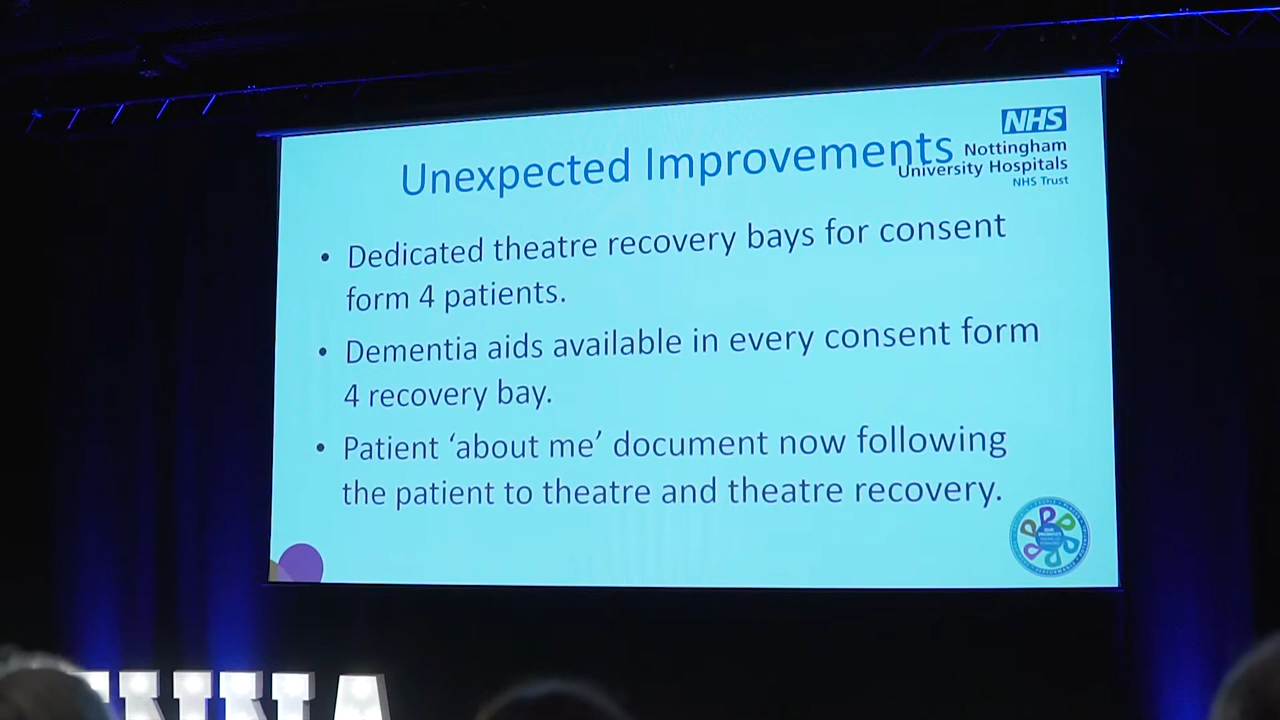 Unexpected Improvements
NHS
Nottingham
University Hospitals
NHS Trust
• Dedicated theatre recovery bays for consent
form 4 patients.
• Dementia aids available in every consent form
4 recovery bay.
• Patient ‘about me’ document now following
the patient to theatre and theatre recovery.